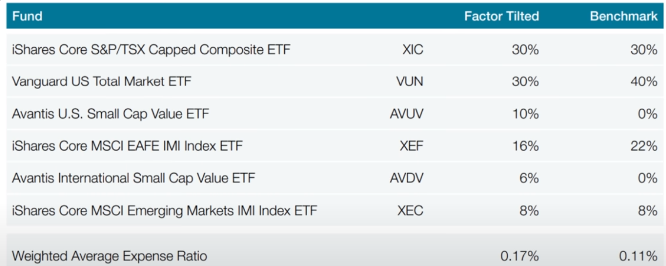 Fund Factor Tilted Benchmark
iShares Core S&P/TSX Capped Composite ETF XIC 30% 30%
Vanguard US Total Market ETF VUN 30% 40%
Avantis U.S. Small Cap Value ETF AVUV 10% 0%
iShares Core MSCI EAFE IMI Index ETF XEF 16% 22%
Avantis International Small Cap Value ETF AVDV 6% 0%
iShares Core MSCI Emerging Markets IMI Index ETF XEC 8% 8%
Weighted Average Expense Ratio 0.17% 0.11%